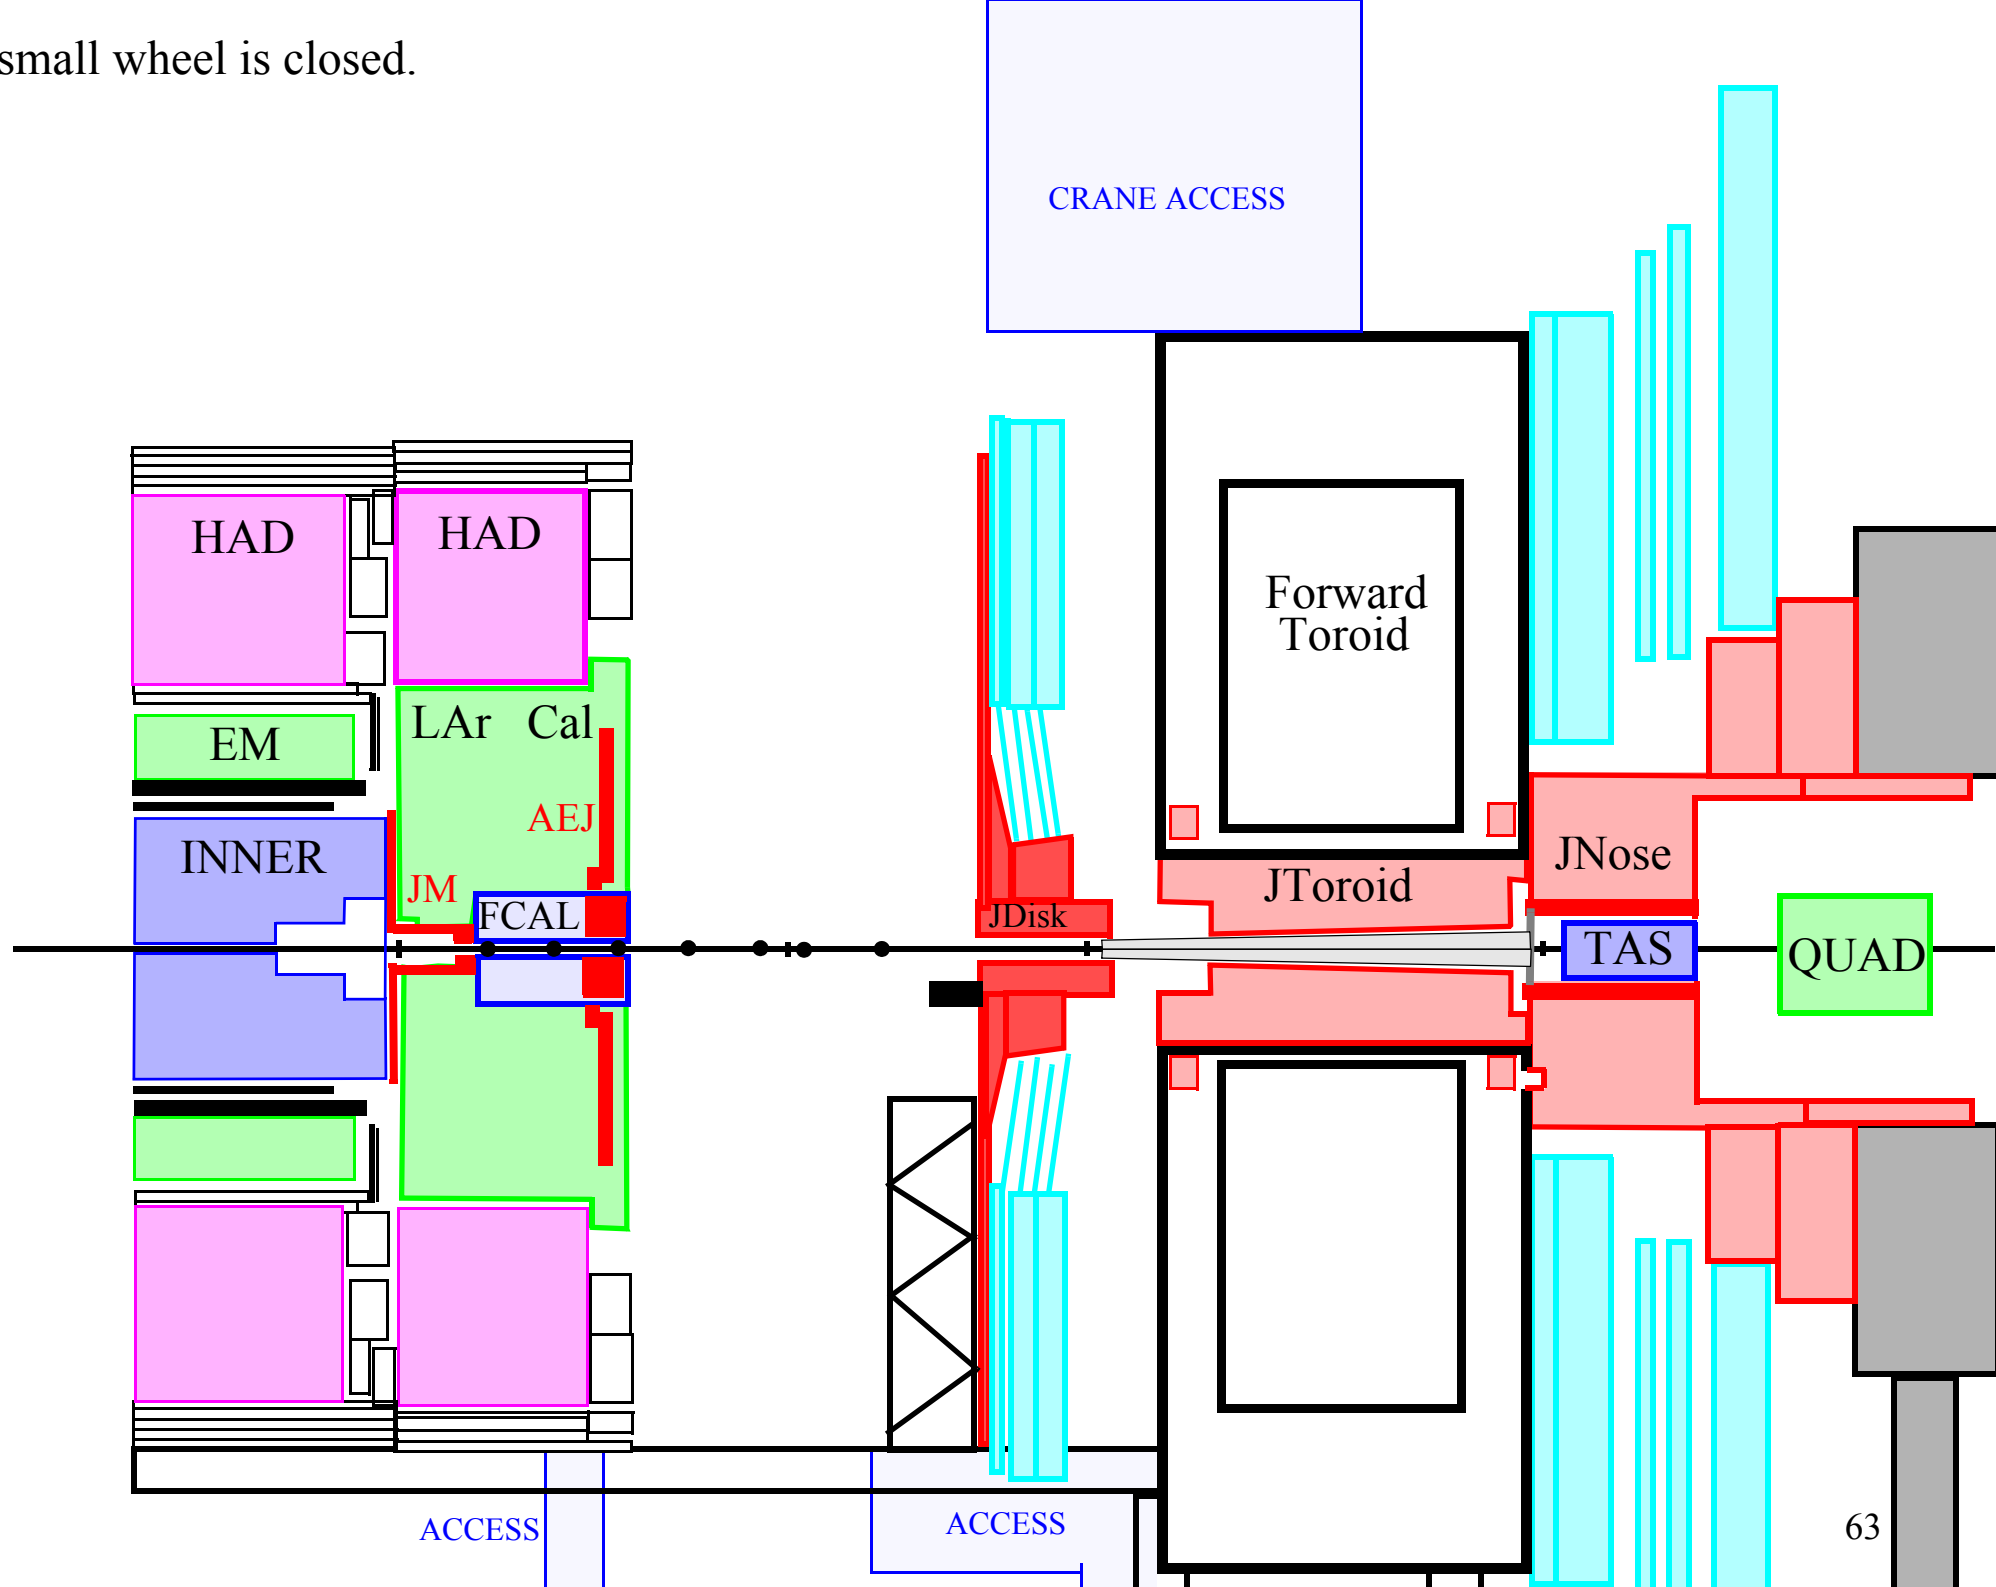 small wheel is closed.
CRANE ACCESS
HAD
HAD
Forward
Toroid
LAr Cal
EM
AEJ
INNER
JM
FCAL
JDisk
JToroid
JNose
TAS
QUAD
ACCESS
ACCESS
63